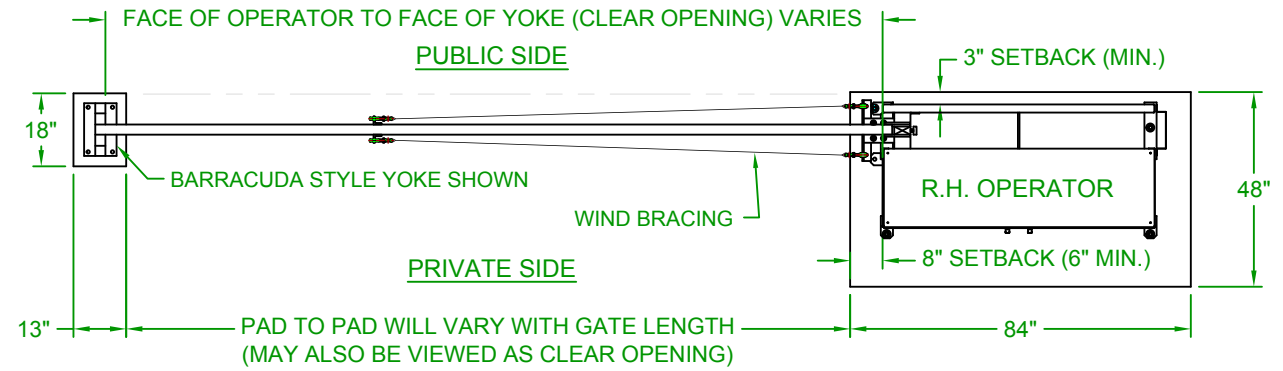 FACE OF OPERATOR TO FACE OF YOKE (CLEAR OPENING) VARIES
PUBLIC SIDE
3" SETBACK (MIN.)
18"
BARRACUDA STYLE YOKE SHOWN
R.H. OPERATOR
48"
WIND BRACING
PRIVATE SIDE
8" SETBACK (6" MIN.)
13"
PAD TO PAD WILL VARY WITH GATE LENGTH
(MAY ALSO BE VIEWED AS CLEAR OPENING)
84"